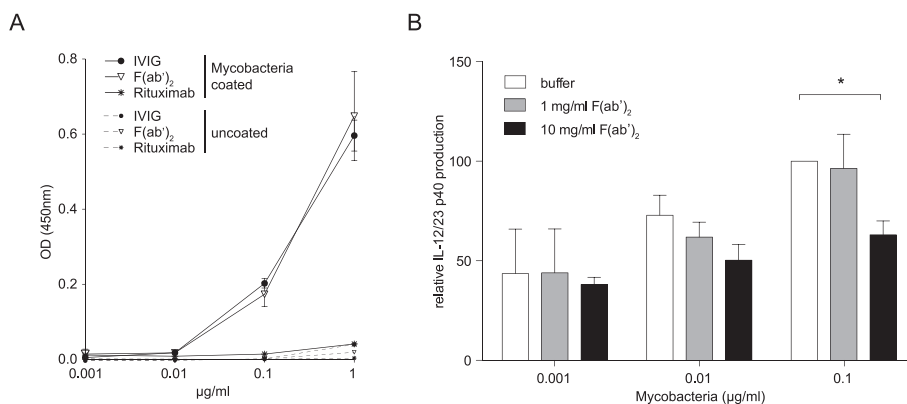 A
0.8
0.6
0.4
0.2
0.0
OD (450nm)
IVIG
F(ab')₂
Rituximab
Mycobacteria
coated
IVIG
F(ab')₂
Rituximab
uncoated
0.001
0.01
0.1
1
µg/ml
B
150
100
50
0
relative IL-12/23 p40 production
buffer
1 mg/ml F(ab')₂
10 mg/ml F(ab')₂
*
0.001
0.01
0.1
Mycobacteria (µg/ml)